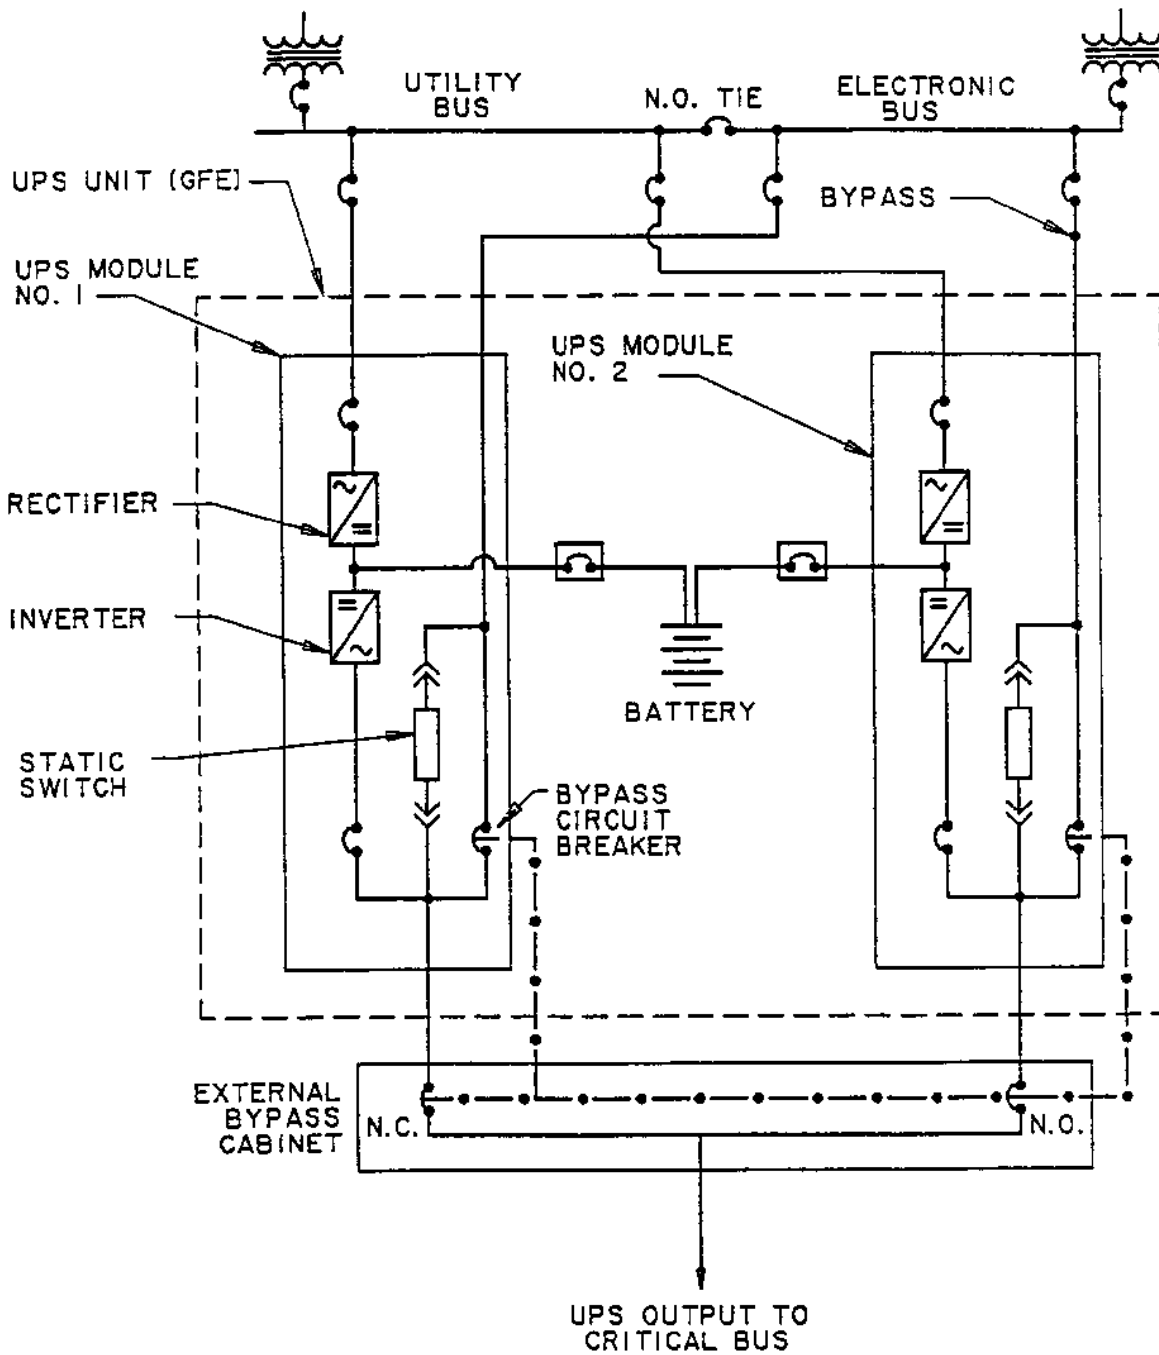 UTILITY
BUS
N.O. TIE
ELECTRONIC
BUS
UPS UNIT (GFE)
BYPASS
UPS MODULE
NO. 1
UPS MODULE
NO. 2
RECTIFIER
INVERTER
BATTERY
STATIC
SWITCH
BYPASS
CIRCUIT
BREAKER
EXTERNAL
BYPASS
CABINET
N.C.
N.O.
UPS OUTPUT TO
CRITICAL BUS